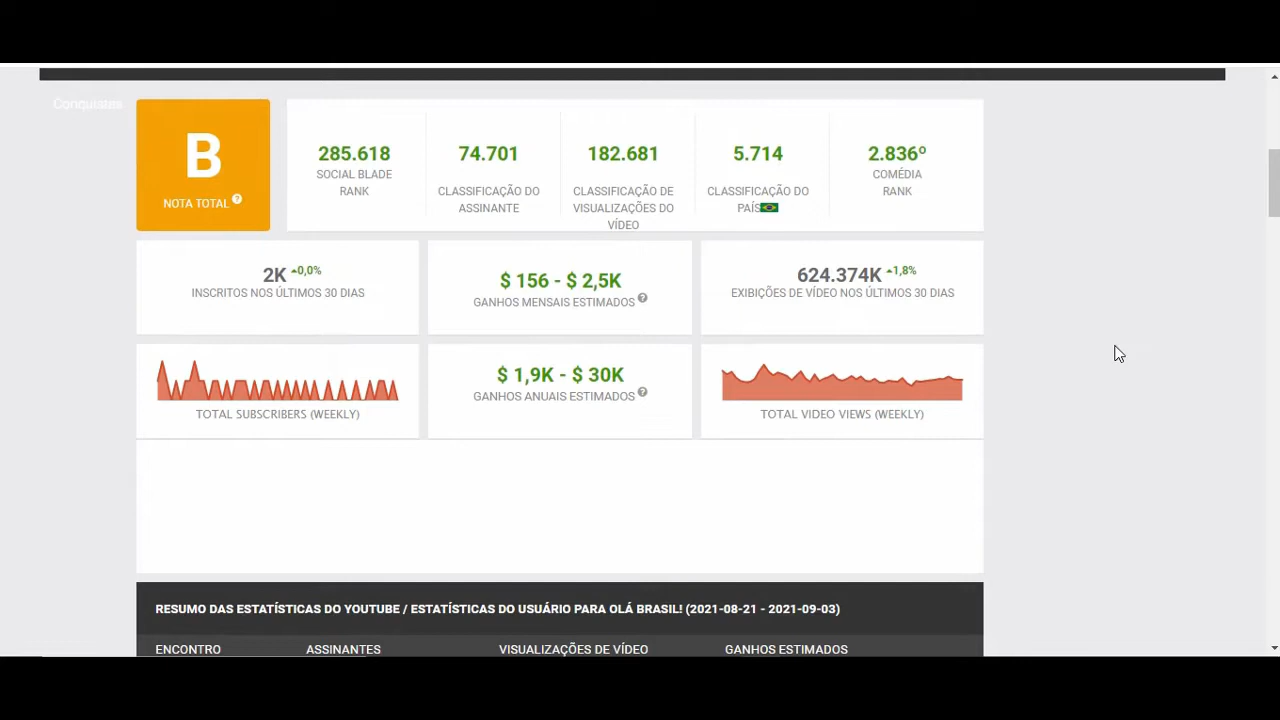 Conquistas
B
NOTA TOTAL ?
285.618
SOCIAL BLADE
RANK
74.701
CLASSIFICAÇÃO DO
ASSINANTE
182.681
CLASSIFICAÇÃO DE
VISUALIZAÇÕES DO
VÍDEO
5.714
CLASSIFICAÇÃO DO
PAÍS
2.836º
COMÉDIA
RANK
2K 0,0%
INSCRITOS NOS ÚLTIMOS 30 DIAS
$ 156 - $ 2,5K
GANHOS MENSAIS ESTIMADOS ?
624.374K 1,8%
EXIBIÇÕES DE VÍDEO NOS ÚLTIMOS 30 DIAS
TOTAL SUBSCRIBERS (WEEKLY)
$ 1,9K - $ 30K
GANHOS ANUAIS ESTIMADOS ?
TOTAL VIDEO VIEWS (WEEKLY)
RESUMO DAS ESTATÍSTICAS DO YOUTUBE / ESTATÍSTICAS DO USUÁRIO PARA OLÁ BRASIL! (2021-08-21 - 2021-09-03)
ENCONTRO ASSINANTES VISUALIZAÇÕES DE VÍDEO GANHOS ESTIMADOS